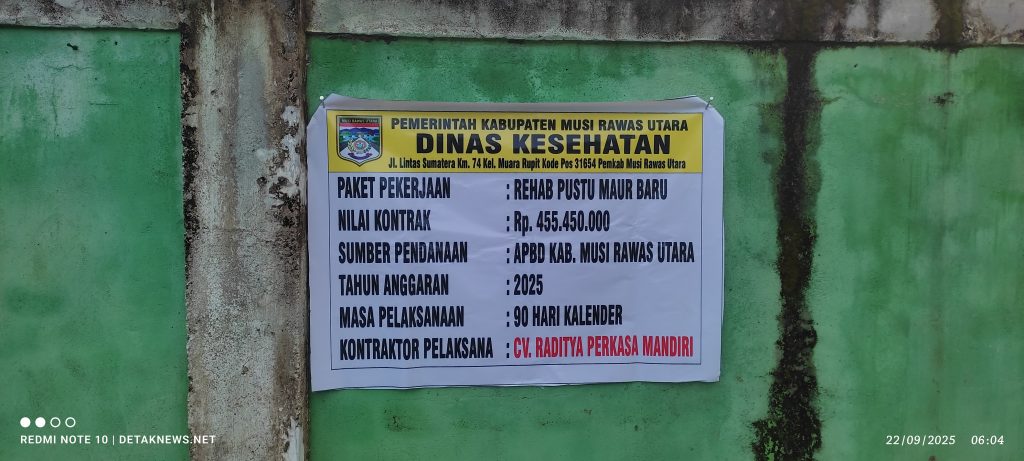 MUSI RAWAS UTARA
PEMERINTAH KABUPATEN MUSI RAWAS UTARA
DINAS KESEHATAN
Jl. Lintas Sumatera Km. 74 Kel. Muara Rupit Kode Pos 31654 Pemkab Musi Rawas Utara
PAKET PEKERJAAN : REHAB PUSTU MAUR BARU
NILAI KONTRAK : Rp. 455.450.000
SUMBER PENDANAAN : APBD KAB. MUSI RAWAS UTARA
TAHUN ANGGARAN : 2025
MASA PELAKSANAAN : 90 HARI KALENDER
KONTRAKTOR PELAKSANA : CV. RADITYA PERKASA MANDIRI
REDMI NOTE 10 | DETAKNEWS.NET
22/09/2025 06:04